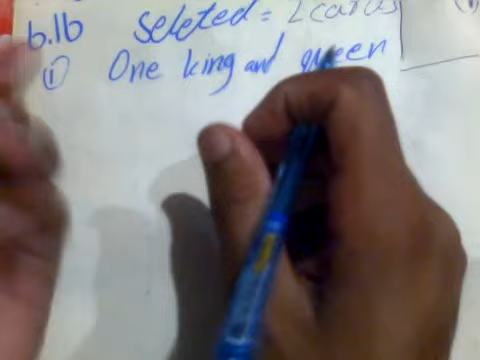 6.16 Seleted = 2 cards (i)
(i) One king and queen